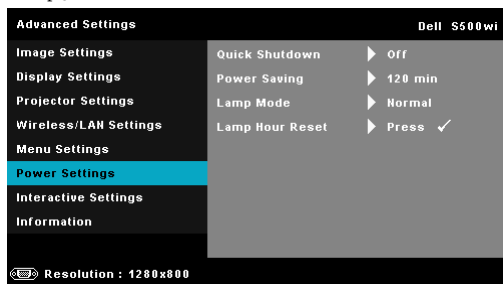 Advanced Settings Dell S500wi
Image Settings
Display Settings
Projector Settings
Wireless/LAN Settings
Menu Settings
Power Settings
Interactive Settings
Information
Quick Shutdown Off
Power Saving 120 min
Lamp Mode Normal
Lamp Hour Reset Press ✓
Resolution : 1280x800